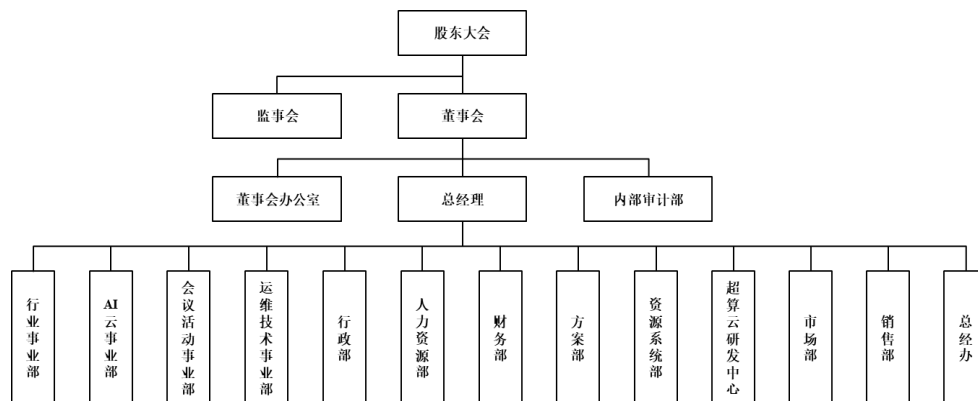 股东大会
监事会
董事会
董事会办公室
总经理
内部审计部
行业事业部
AI云事业部
会议活动事业部
运维技术事业部
行政部
人力资源部
财务部
方案部
资源系统部
超算云研发中心
市场部
销售部
总经办